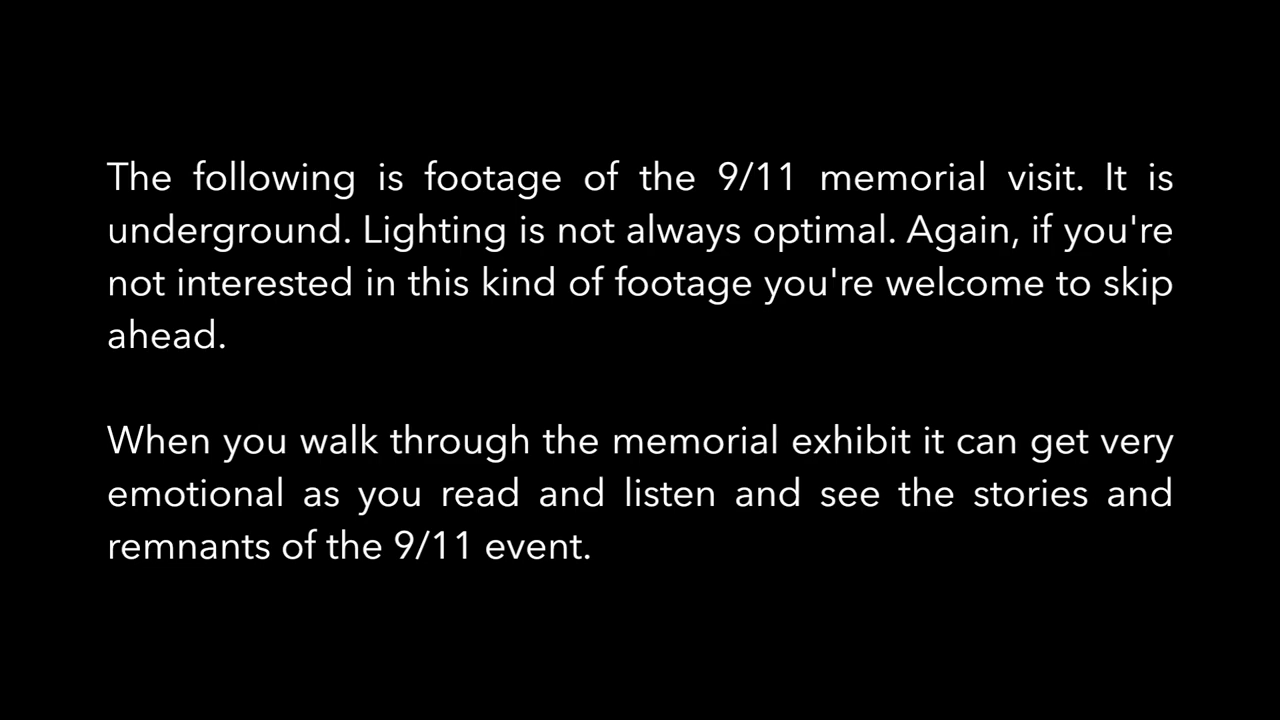 The following is footage of the 9/11 memorial visit. It is
underground. Lighting is not always optimal. Again, if you're
not interested in this kind of footage you're welcome to skip
ahead.
When you walk through the memorial exhibit it can get very
emotional as you read and listen and see the stories and
remnants of the 9/11 event.